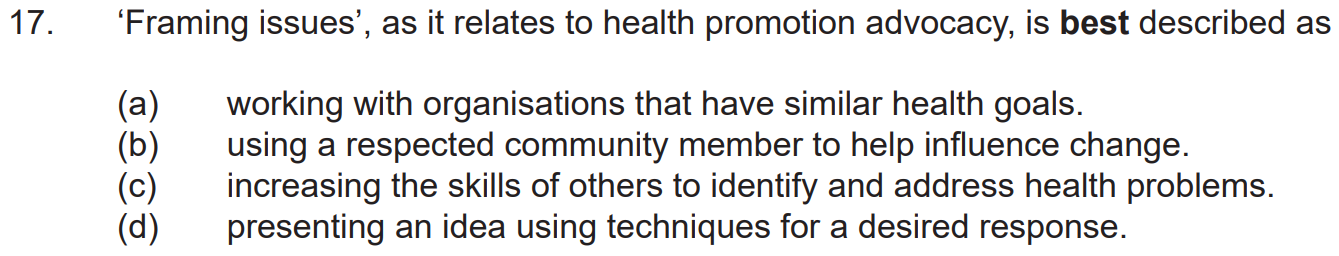 17. ‘Framing issues’, as it relates to health promotion advocacy, is best described as
(a) working with organisations that have similar health goals.
(b) using a respected community member to help influence change.
(c) increasing the skills of others to identify and address health problems.
(d) presenting an idea using techniques for a desired response.